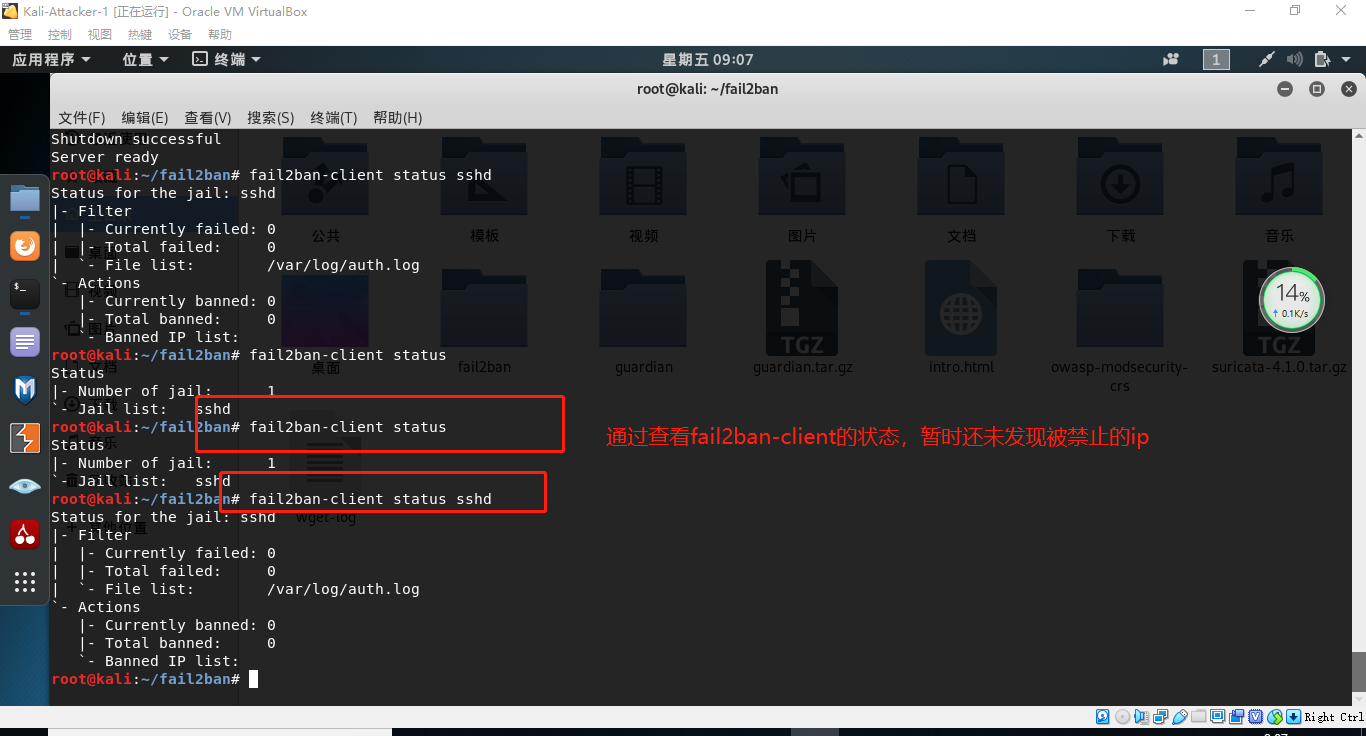 Kali-Attacker-1 [正在运行] - Oracle VM VirtualBox
管理 控制 视图 热键 设备 帮助
应用程序 位置 终端 星期五 09:07 1
root@kali: ~/fail2ban
文件(F) 编辑(E) 查看(V) 搜索(S) 终端(T) 帮助(H)
Shutdown successful
Server ready
root@kali:~/fail2ban# fail2ban-client status sshd
Status for the jail: sshd
|- Filter
|  |- Currently failed: 0
|  |- Total failed:     0
|  `- File list:        /var/log/auth.log
`- Actions
   |- Currently banned: 0
   |- Total banned:     0
   `- Banned IP list:
root@kali:~/fail2ban# fail2ban-client status
Status
|- Number of jail:      1
`- Jail list:   sshd
root@kali:~/fail2ban# fail2ban-client status
Status
|- Number of jail:      1
`- Jail list:   sshd
root@kali:~/fail2ban# fail2ban-client status sshd
Status for the jail: sshd
|- Filter
|  |- Currently failed: 0
|  |- Total failed:     0
|  `- File list:        /var/log/auth.log
`- Actions
   |- Currently banned: 0
   |- Total banned:     0
   `- Banned IP list:
root@kali:~/fail2ban#
公共 模板 视频 图片 文档 下载 音乐
TGZ TGZ
桌面 fail2ban guardian guardian.tar.gz intro.html owasp-modsecurity-crs suricata-4.1.0.tar.gz
wget-log
14%
0.1K/s
通过查看fail2ban-client的状态，暂时还未发现被禁止的ip
Right Ctrl